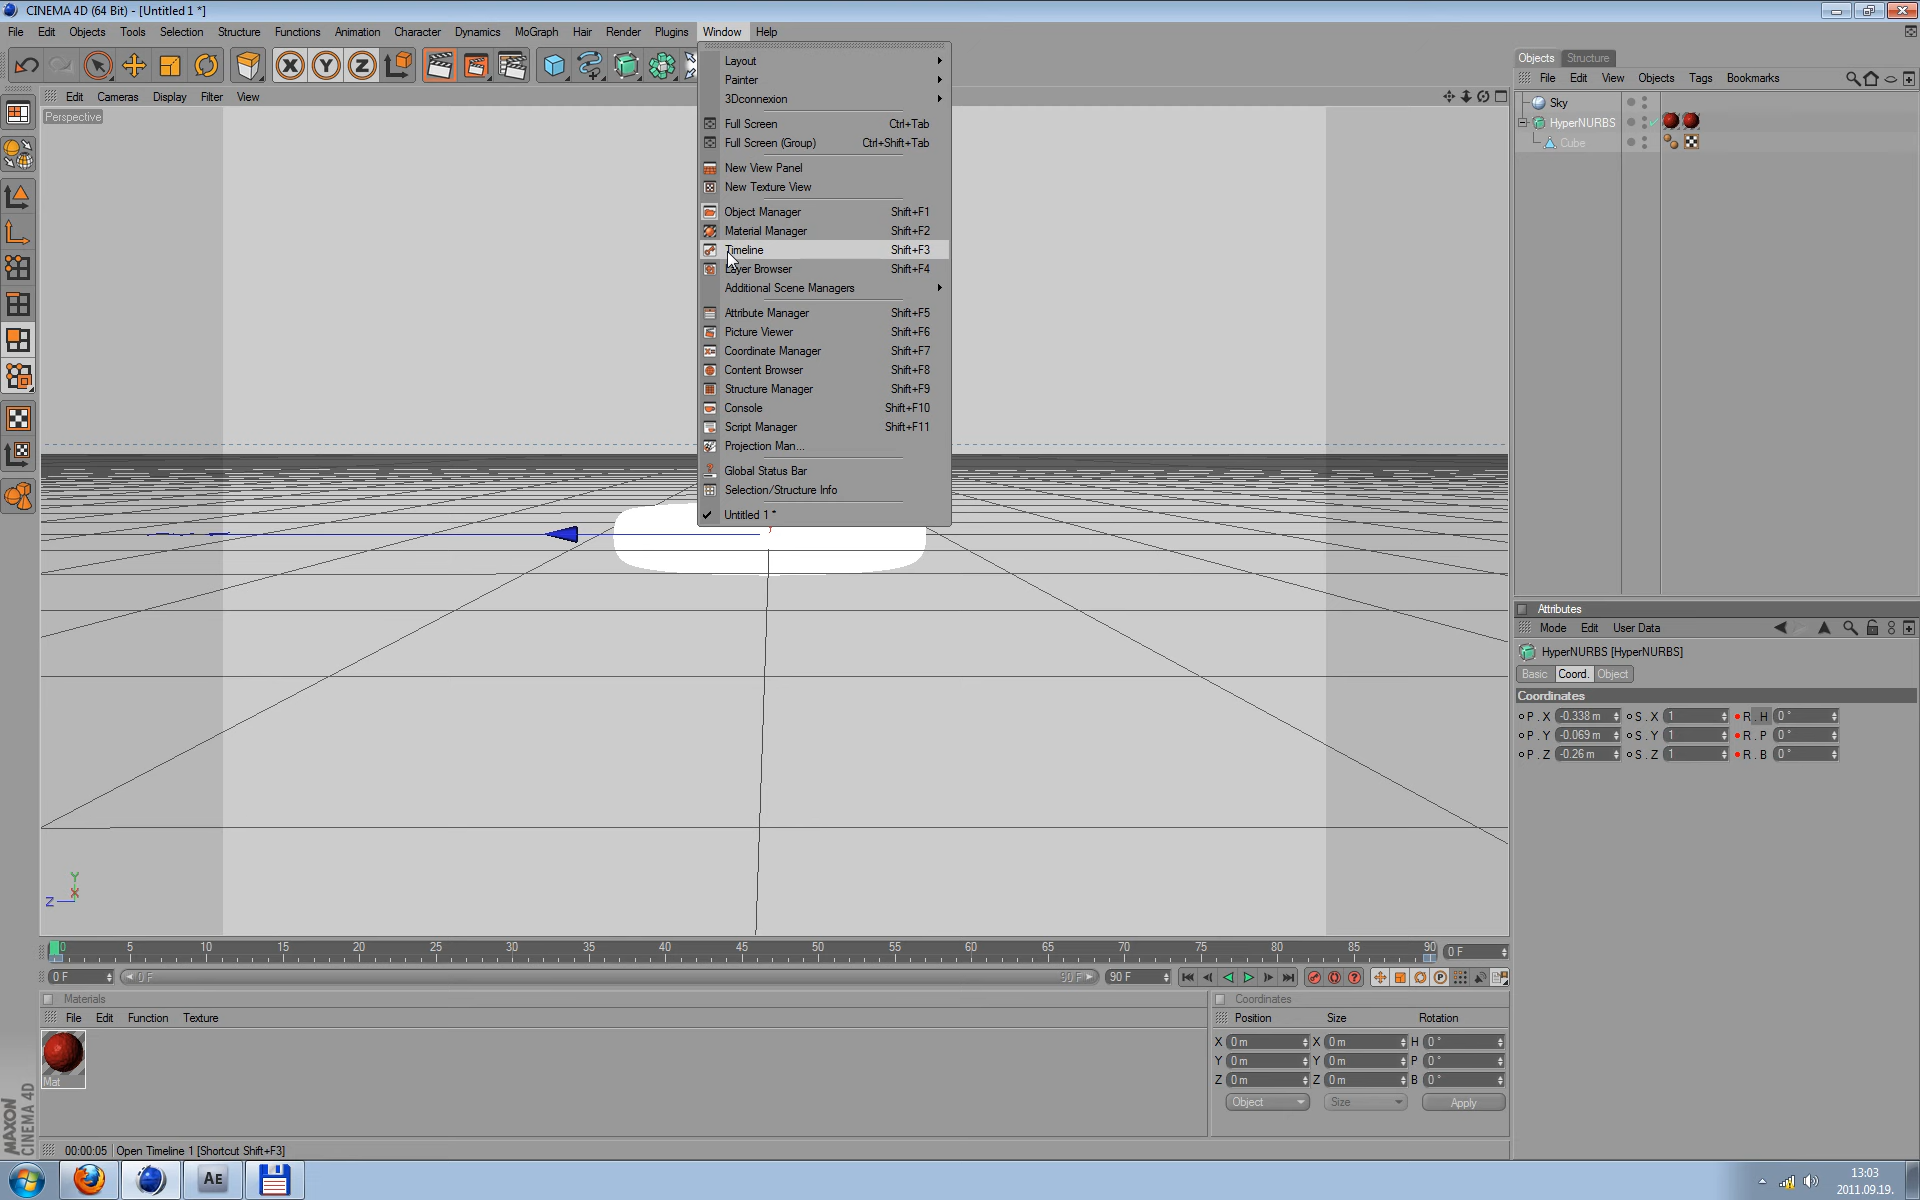 CINEMA 4D (64 Bit) - [Untitled 1 *]
File Edit Objects Tools Selection Structure Functions Animation Character Dynamics MoGraph Hair Render Plugins Window Help
Edit Cameras Display Filter View
Perspective
Layout
Painter
3Dconnexion
Full Screen Ctrl+Tab
Full Screen (Group) Ctrl+Shift+Tab
New View Panel
New Texture View
Object Manager Shift+F1
Material Manager Shift+F2
Timeline Shift+F3
Layer Browser Shift+F4
Additional Scene Managers
Attribute Manager Shift+F5
Picture Viewer Shift+F6
Coordinate Manager Shift+F7
Content Browser Shift+F8
Structure Manager Shift+F9
Console Shift+F10
Script Manager Shift+F11
Projection Man...
Global Status Bar
Selection/Structure Info
Untitled 1 *
Objects Structure
File Edit View Objects Tags Bookmarks
Sky
HyperNURBS
Cube
Attributes
Mode Edit User Data
HyperNURBS [HyperNURBS]
Basic Coord. Object
Coordinates
P . X -0.338 m S . X 1 R . H 0 °
P . Y -0.069 m S . Y 1 R . P 0 °
P . Z -0.26 m S . Z 1 R . B 0 °
Y
X
Z
0 5 10 15 20 25 30 35 40 45 50 55 60 65 70 75 80 85 90 0 F
0 F 0 F 90 F 90 F
Materials
File Edit Function Texture
Mat
Coordinates
Position Size Rotation
X 0 m X 0 m H 0 °
Y 0 m Y 0 m P 0 °
Z 0 m Z 0 m B 0 °
Object Size Apply
MAXON
CINEMA 4D
00:00:05 Open Timeline 1 [Shortcut Shift+F3]
AE
13:03
2011.09.19.